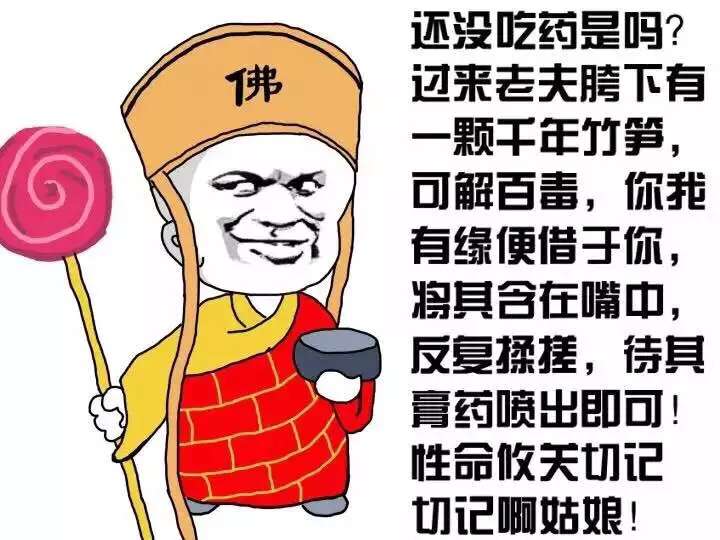 佛
还没吃药是吗?
过来老夫胯下有
一颗千年竹笋，
可解百毒，你我
有缘便借于你，
将其含在嘴中，
反复揉搓，待其
膏药喷出即可！
性命攸关切记
切记啊姑娘！